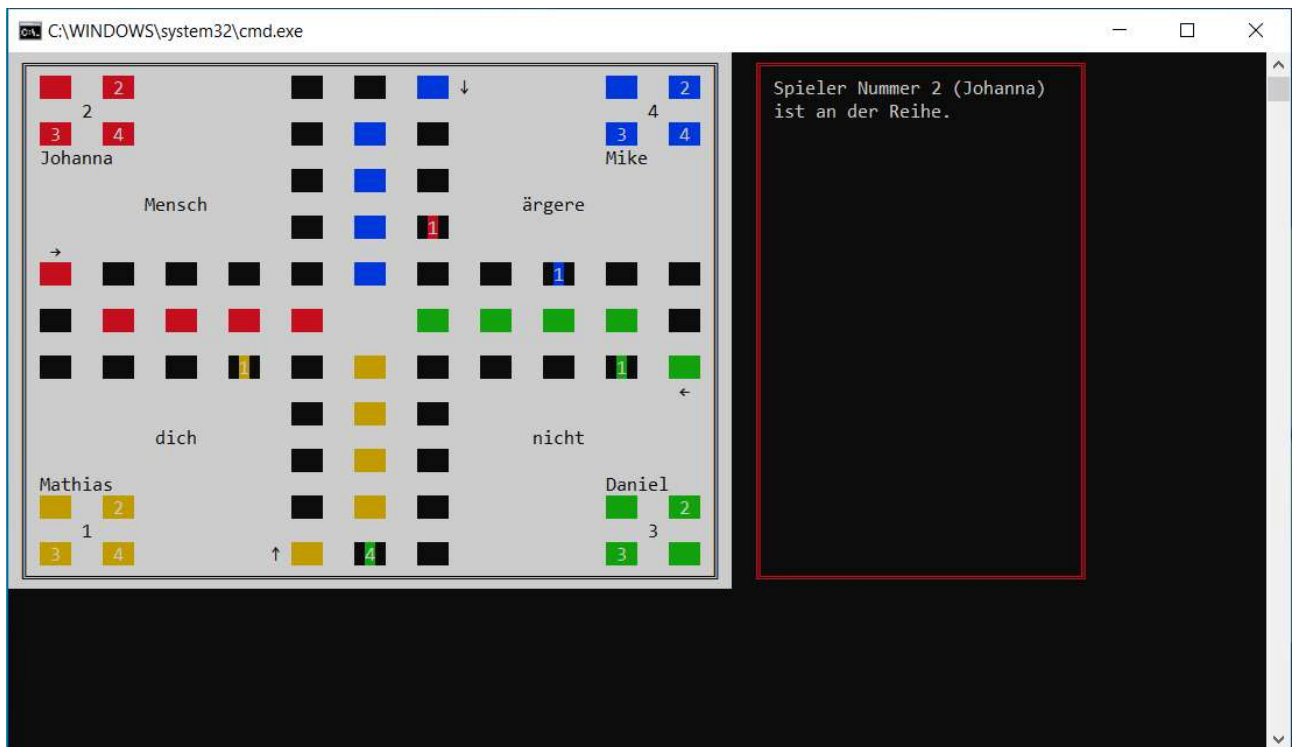 C:\WINDOWS\system32\cmd.exe
2 ↓ 2
2 4
3 4 3 4
Johanna Mike
Mensch ärgere
1
→
1
1 1
←
dich nicht
Mathias Daniel
2 2
1 3
3 4 ↑ 4 3
Spieler Nummer 2 (Johanna)
ist an der Reihe.